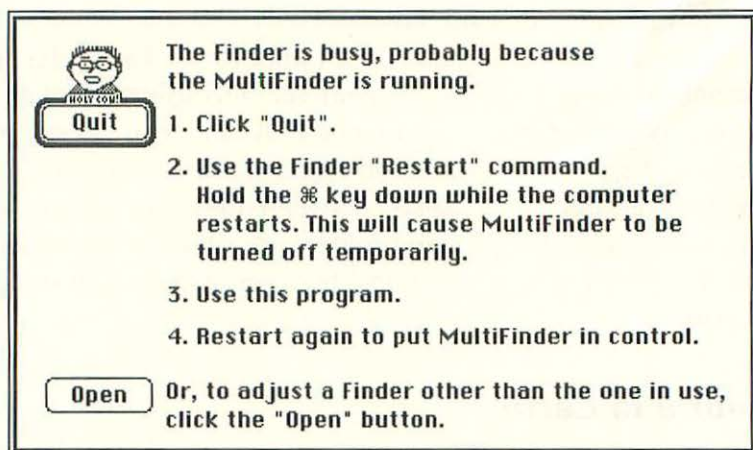 The Finder is busy, probably because
the MultiFinder is running.
HOLY COW!
Quit
1. Click "Quit".
2. Use the Finder "Restart" command.
Hold the ⌘ key down while the computer
restarts. This will cause MultiFinder to be
turned off temporarily.
3. Use this program.
4. Restart again to put MultiFinder in control.
Open
Or, to adjust a Finder other than the one in use,
click the "Open" button.